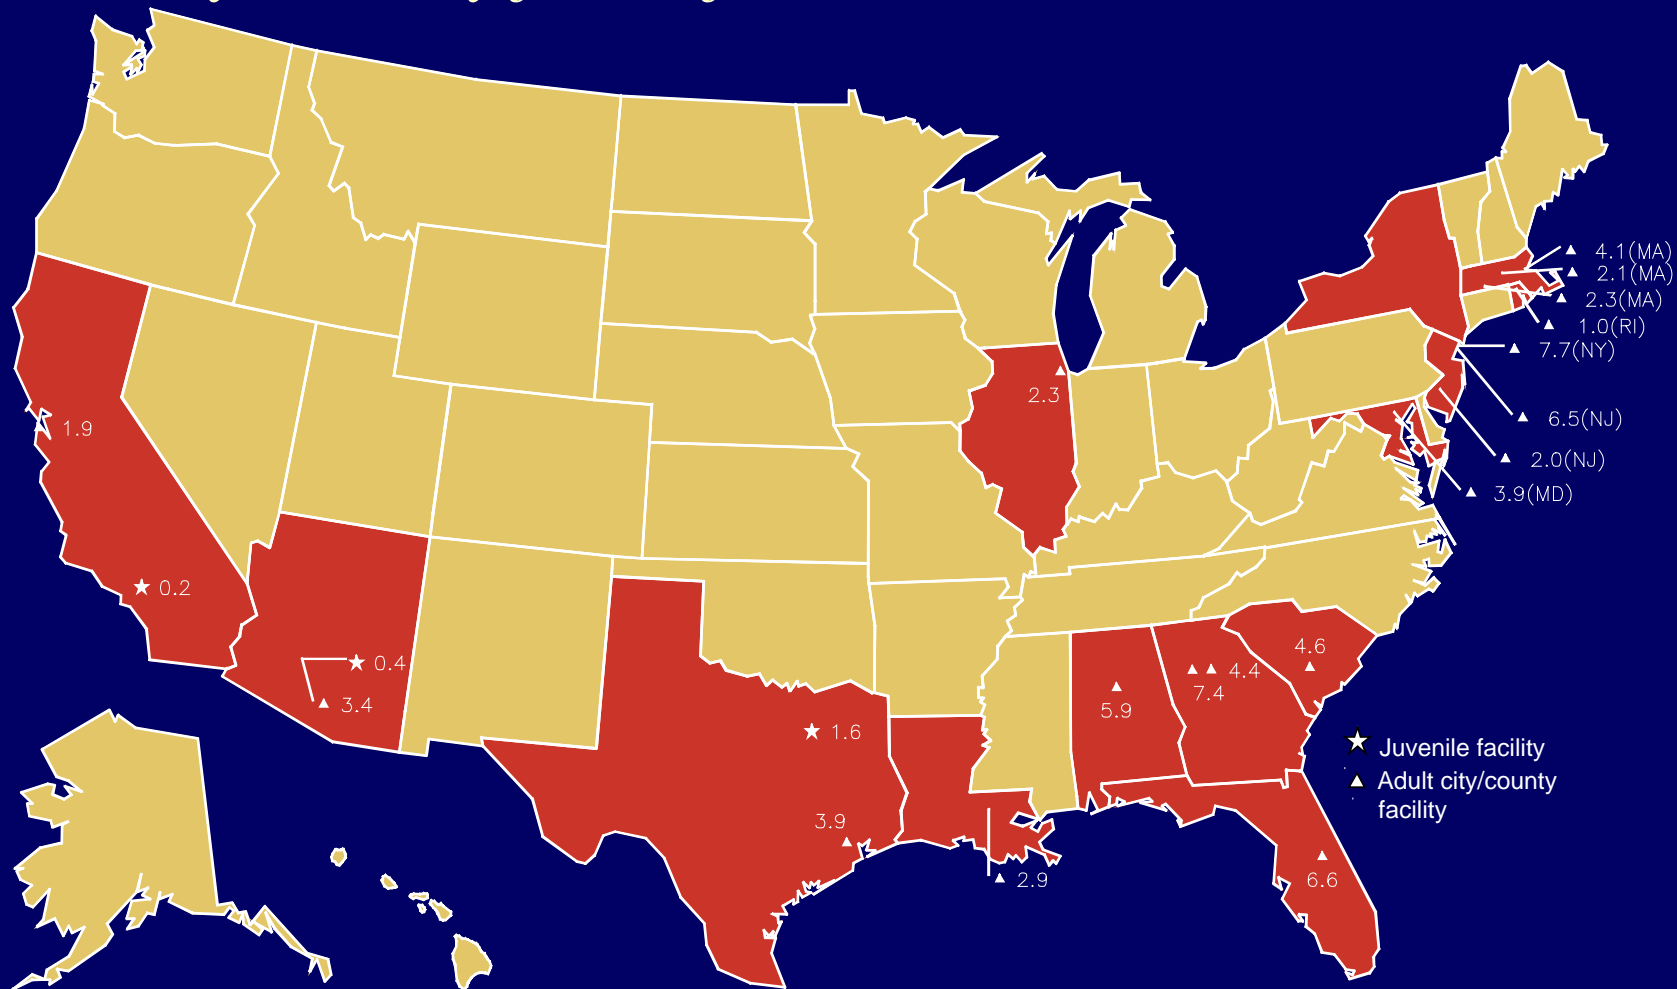 4.1(MA)
2.1(MA)
2.3(MA)
1.0(RI)
7.7(NY)
2.3
6.5(NJ)
1.9
2.0(NJ)
3.9(MD)
0.2
4.6
0.4
4.4
7.4
3.4
5.9
1.6
Juvenile facility
Adult city/county
facility
3.9
2.9
6.6